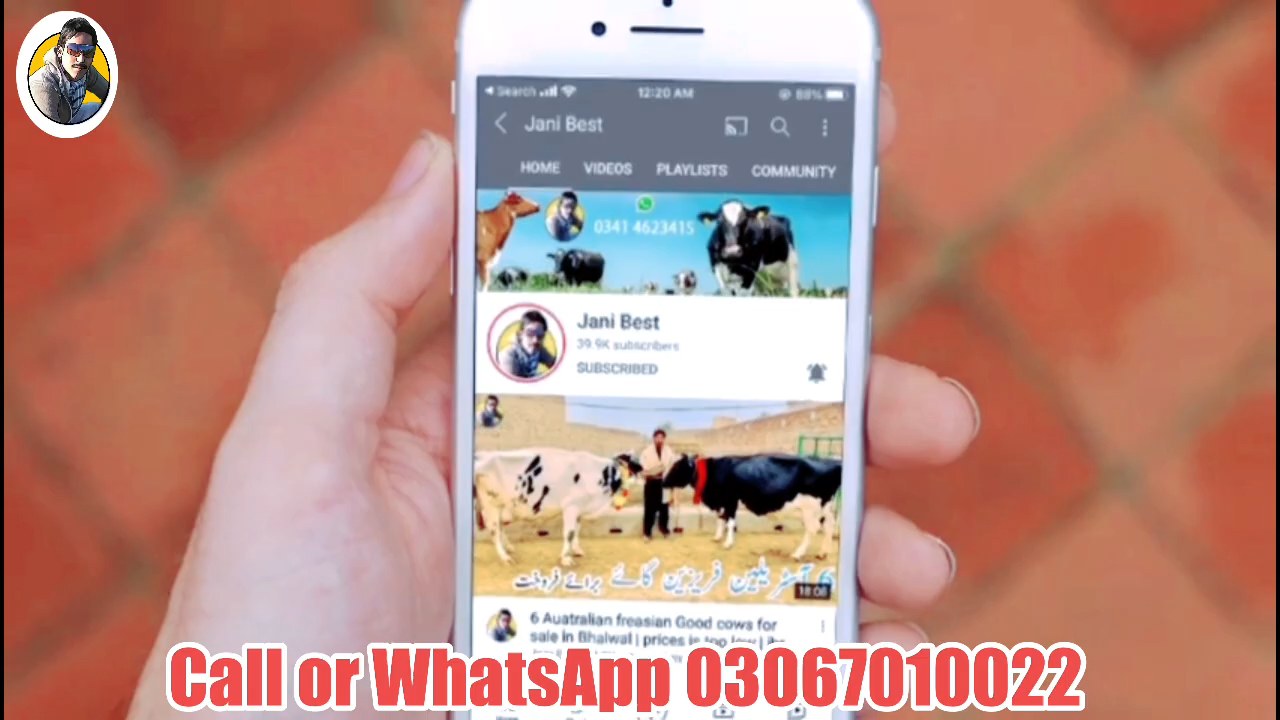 Search
12:20 AM
88%
Jani Best
HOME VIDEOS PLAYLISTS COMMUNITY
0341 4623415
Jani Best
39.9K subscribers
SUBSCRIBED
6 آسٹریلین فریزین گائے برائے فروخت
18:08
6 Auatralian freasian Good cows for
sale in Bhalwal | prices is too low |
Call or WhatsApp 03067010022